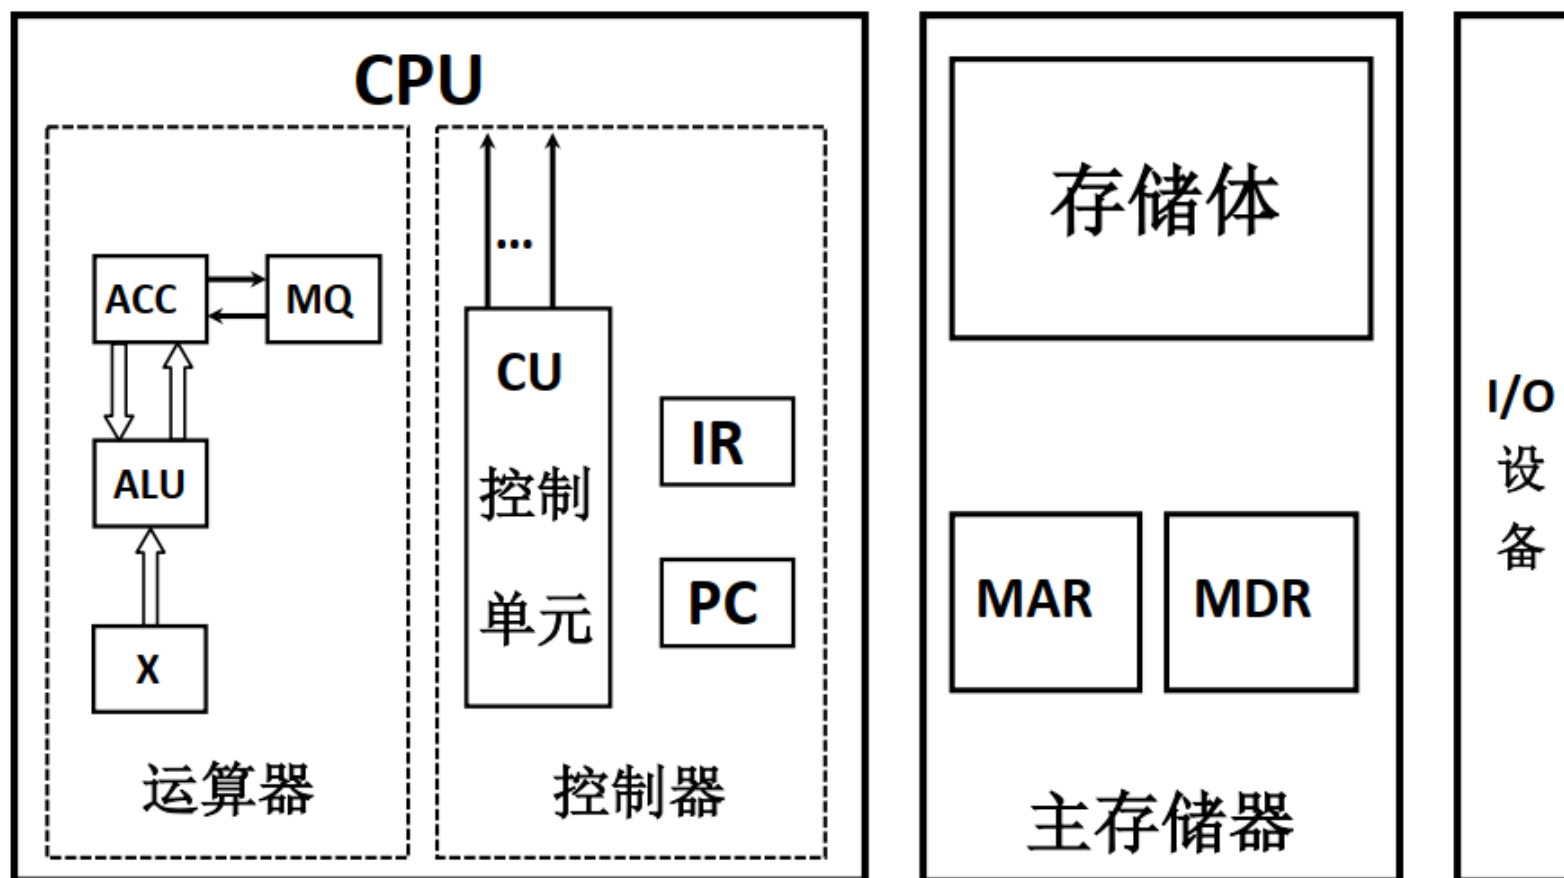 CPU
ACC
MQ
ALU
X
运算器
...
CU
控制
单元
IR
PC
控制器
存储体
MAR
MDR
主存储器
I/O
设
备